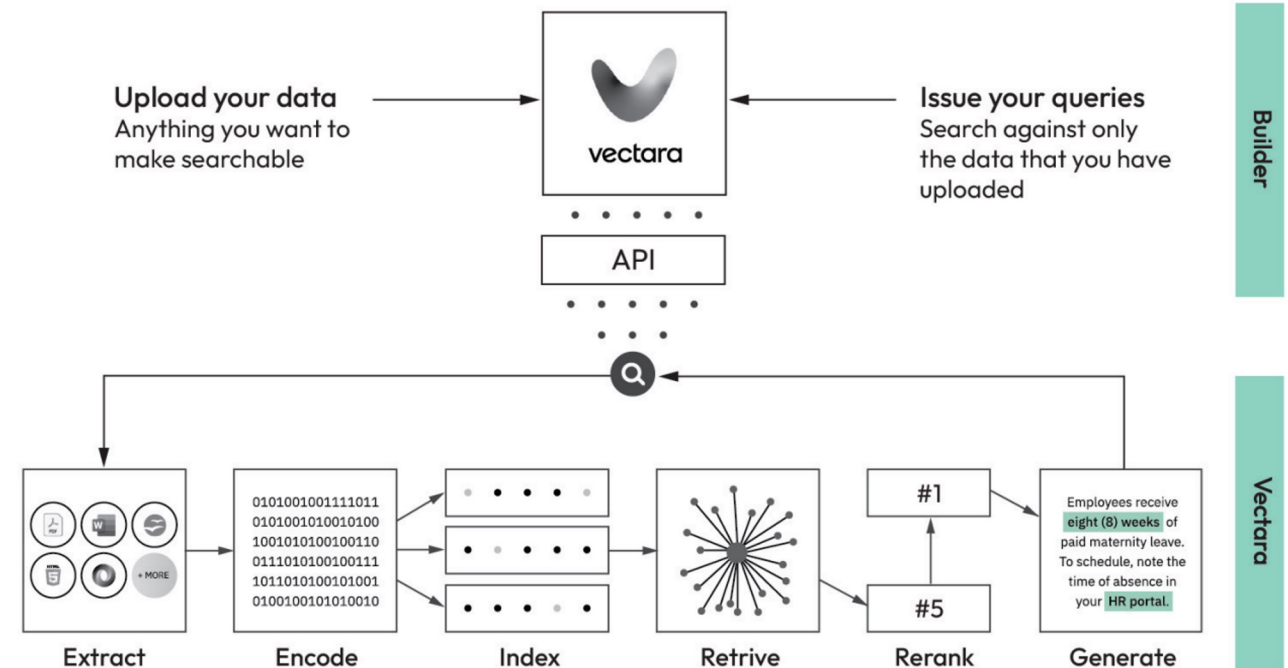 Upload your data
Anything you want to
make searchable
vectara
Issue your queries
Search against only
the data that you have
uploaded
Builder
API
PDF
W
HTML
5
+ MORE
0101001001111011
0101001010010100
1001010100100110
0111010100100111
1011010100101001
0100100101010010
#1
#5
Employees receive
eight (8) weeks of
paid maternity leave.
To schedule, note the
time of absence in
your HR portal.
Vectara
Extract
Encode
Index
Retrive
Rerank
Generate